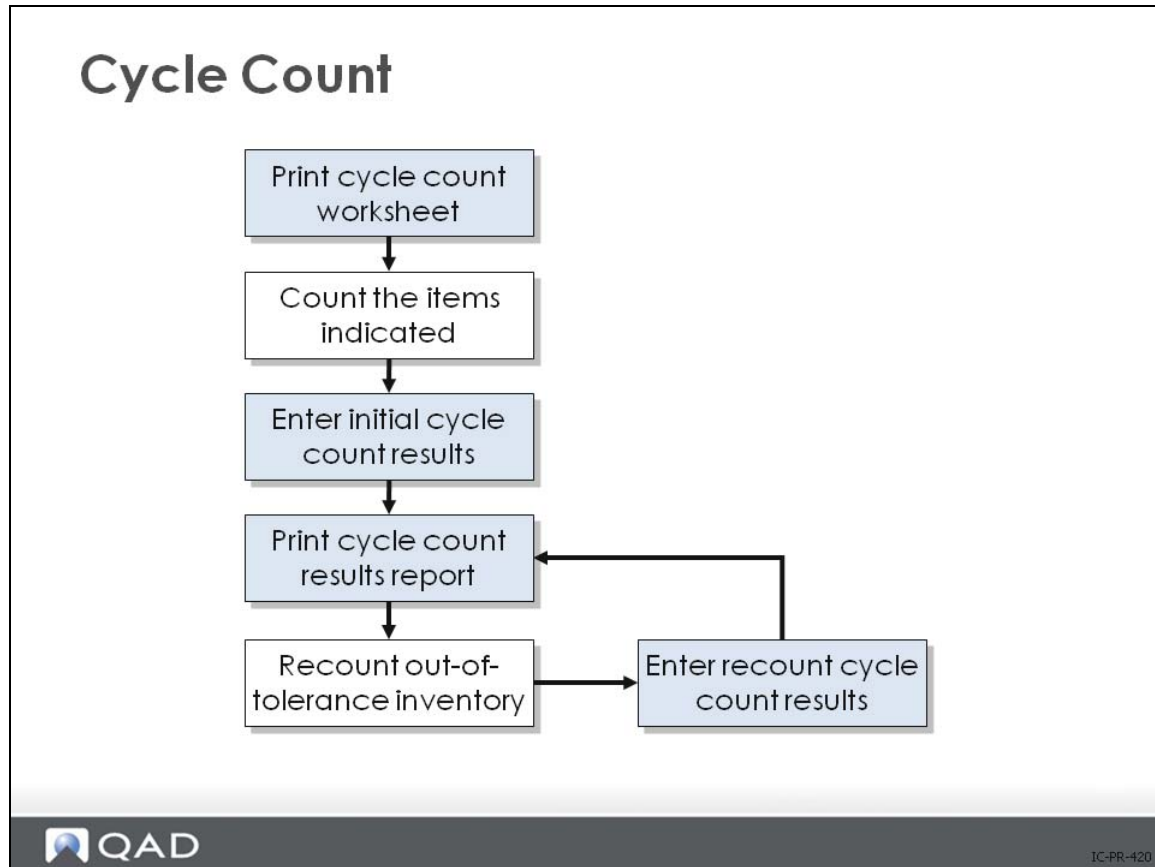 Cycle Count
Print cycle count
worksheet
Count the items
indicated
Enter initial cycle
count results
Print cycle count
results report
Recount out-of-
tolerance inventory
Enter recount cycle
count results
QAD
IC-PR-420